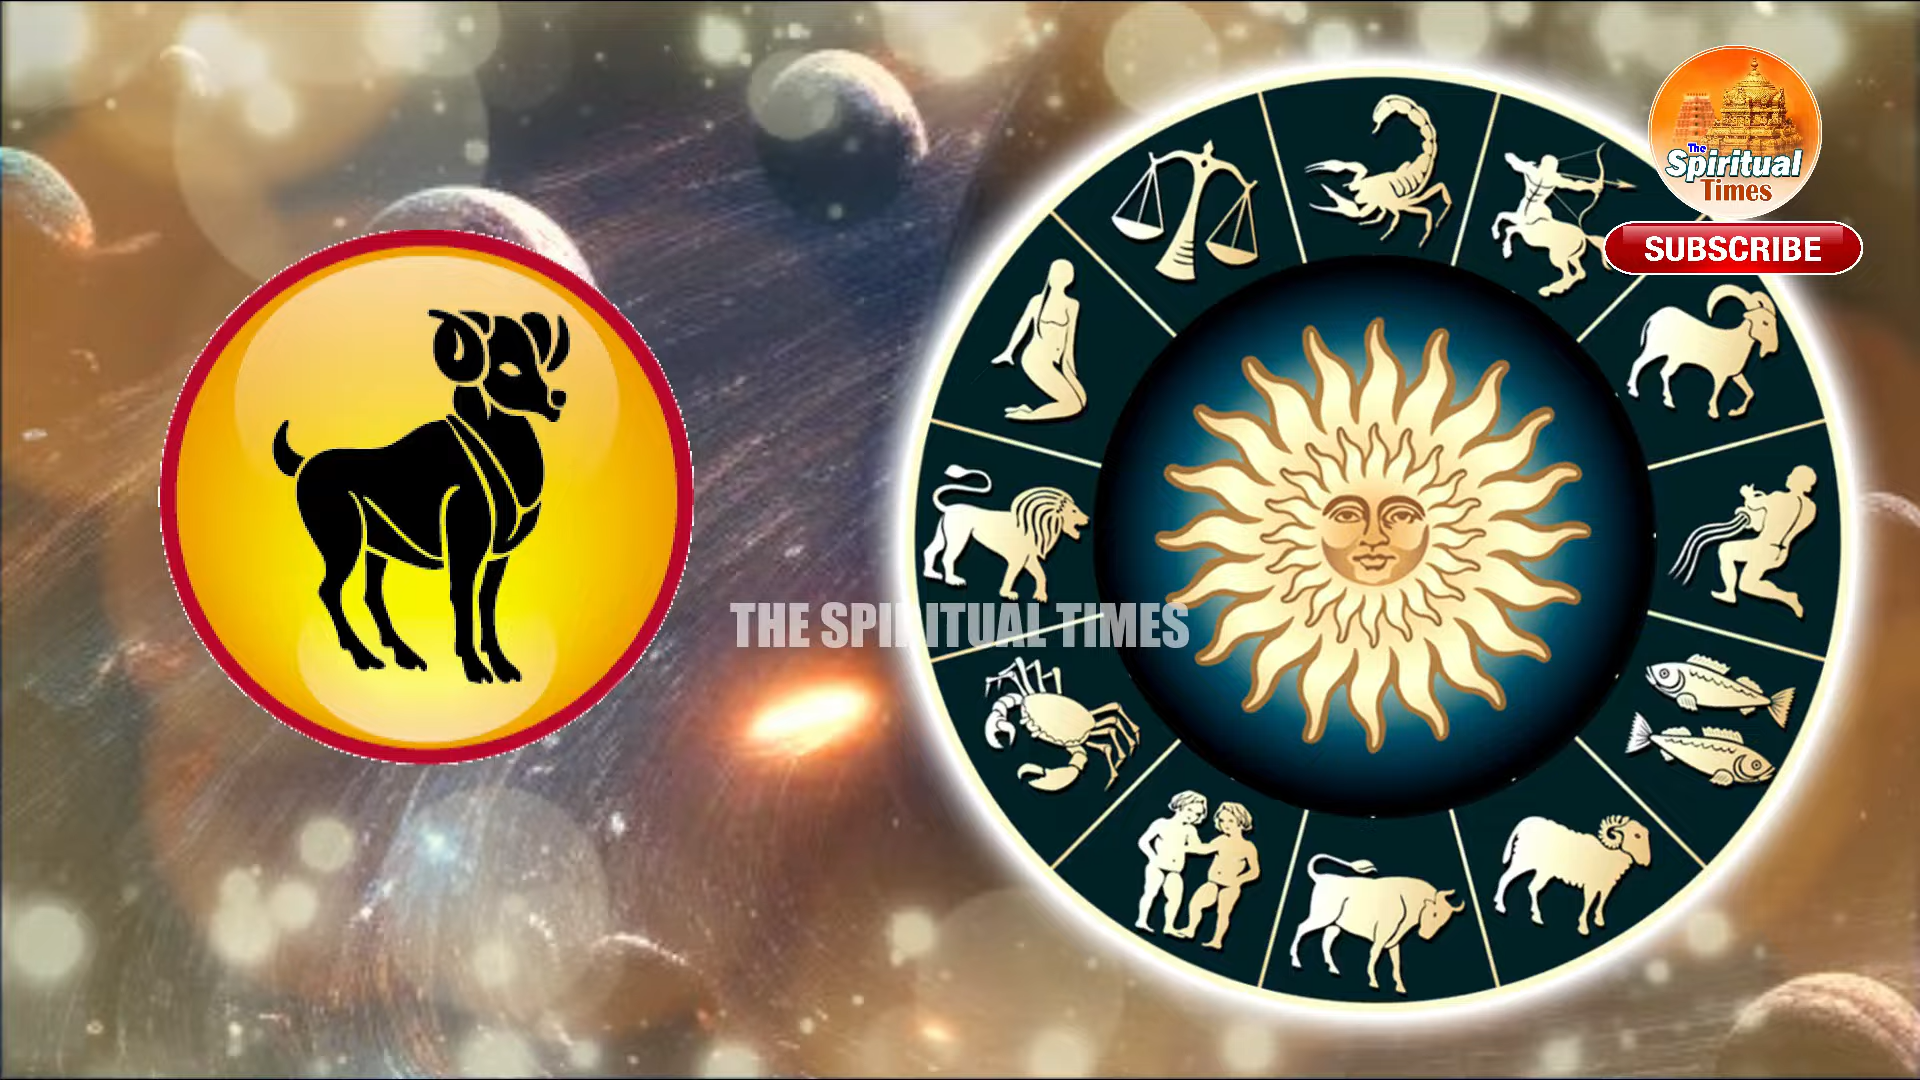 The
Spiritual
Times
SUBSCRIBE
THE SPIRITUAL TIMES